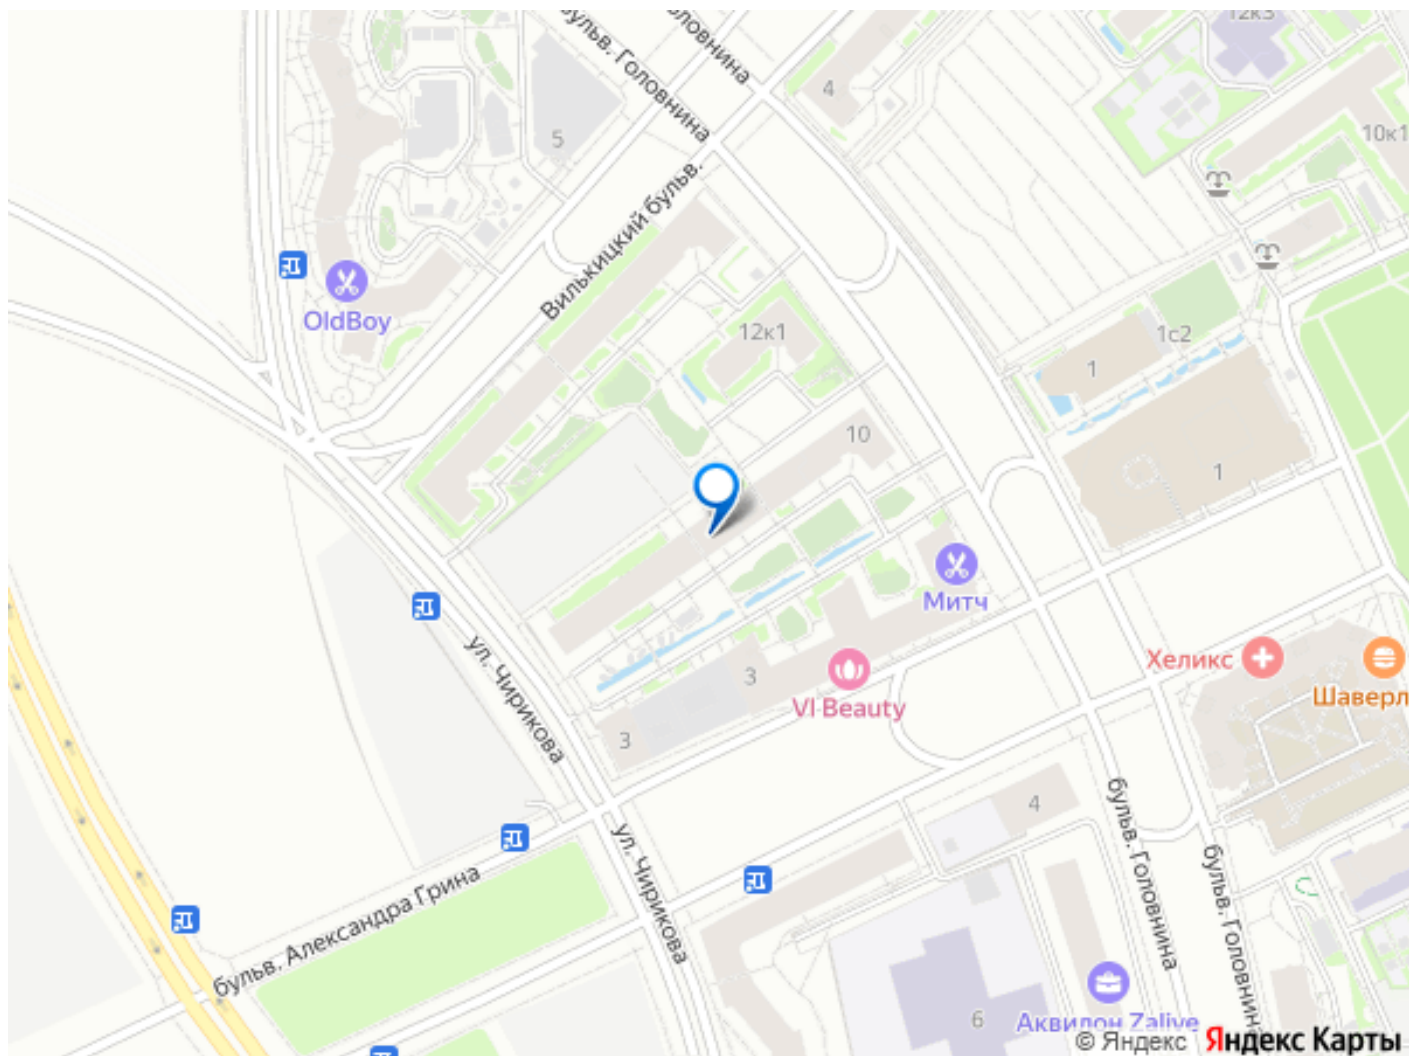 бульв. Головнина
Головнина
12к3
4
5
10к1
Вилькицкий бульв.
OldBoy
12к1
1с2
1
10
1
Митч
Хеликс
Шаверл
VI Beauty
3
3
ул. Чирикова
4
бульв. Головнина
бульв. Головнина
ул. Чирикова
бульв. Александра Грина
6
Аквилон Zalive
© Яндекс Яндекс Карты